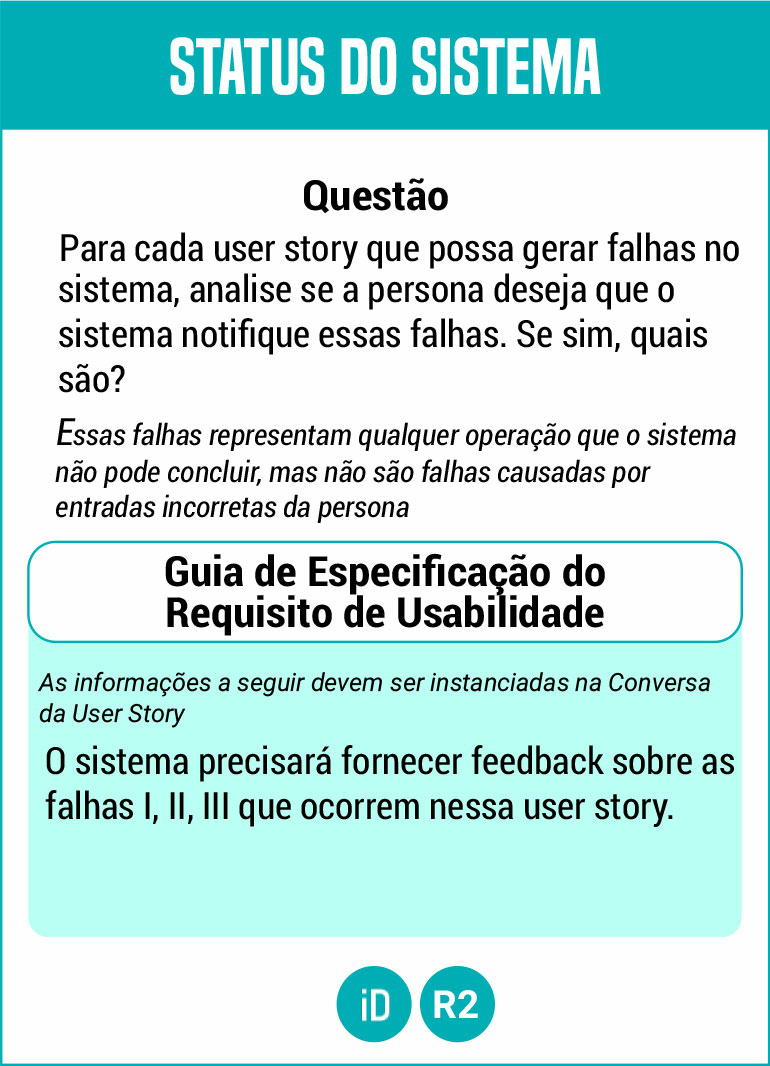 STATUS DO SISTEMA
Questão
Para cada user story que possa gerar falhas no
sistema, analise se a persona deseja que o
sistema notifique essas falhas. Se sim, quais
são?
Essas falhas representam qualquer operação que o sistema
não pode concluir, mas não são falhas causadas por
entradas incorretas da persona
Guia de Especificação do
Requisito de Usabilidade
As informações a seguir devem ser instanciadas na Conversa
da User Story
O sistema precisará fornecer feedback sobre as
falhas I, II, III que ocorrem nessa user story.
iD R2